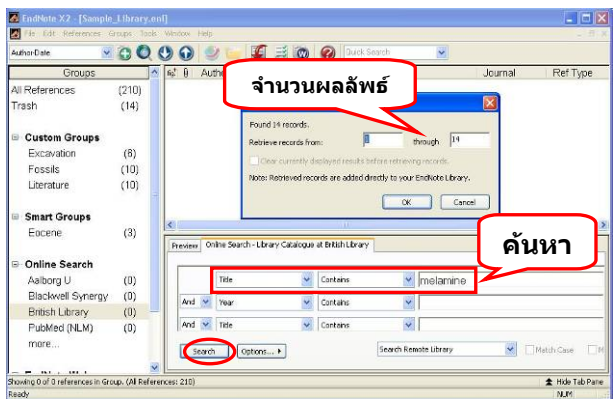 EndNote X2 - [Sample_Library.enl]
File Edit References Groups Tools Window Help
Author-Date Quick Search
Groups Auth Journal Ref Type
All References (210)
Trash (14)
Custom Groups
Excavation (6)
Fossils (10)
Literature (10)
Smart Groups
Eocene (3)
Online Search
Aalborg U (0)
Blackwell Synergy (0)
British Library (0)
PubMed (NLM) (0)
more...
จำนวนผลลัพธ์
Found 14 records.
Retrieve records from: 1 through 14
Clear currently displayed results before retrieving records.
Note: Retrieved records are added directly to your EndNote Library.
OK Cancel
ค้นหา
Preview Online Search - Library Catalogue at British Library
Title Contains melamine
And Year Contains
And Title Contains
Search Options... Search Remote Library Match Case M
Showing 0 of 0 references in Group. (All References: 210) Hide Tab Pane
Ready NUM